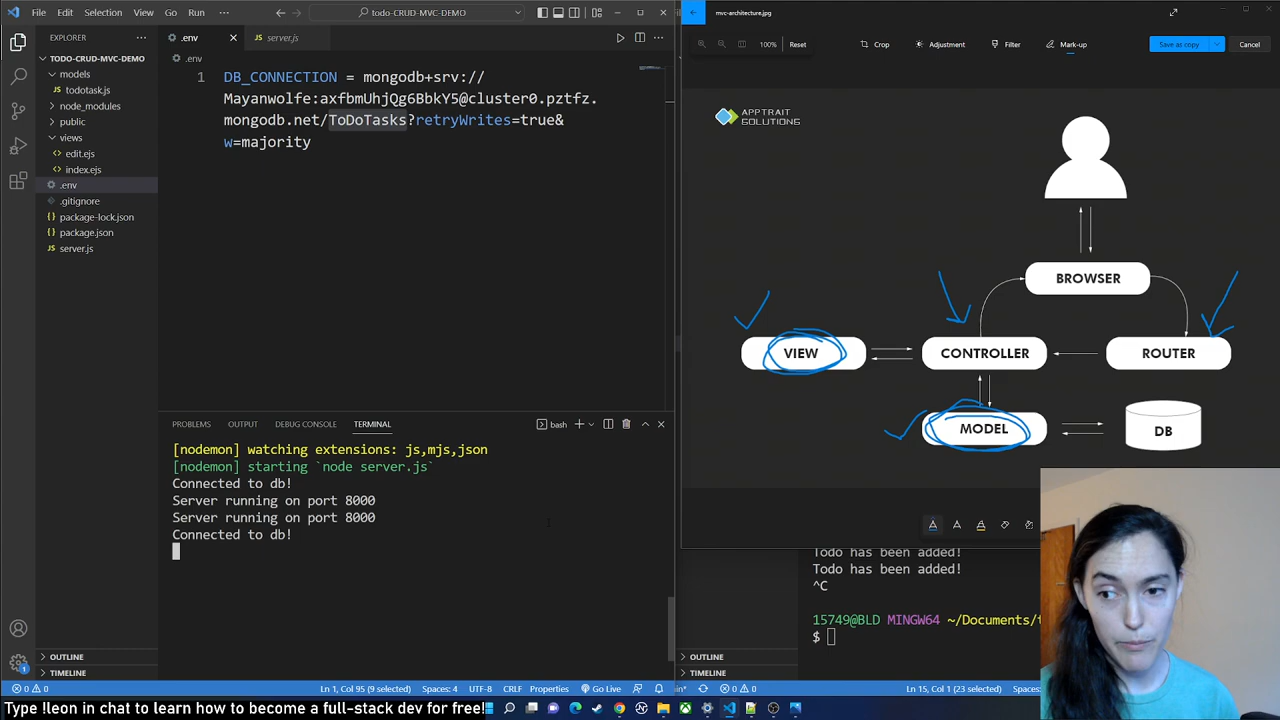 File Edit Selection View Go Run ··· todo-CRUD-MVC-DEMO
EXPLORER ···
TODO-CRUD-MVC-DEMO
models
todotask.js
node_modules
public
views
edit.ejs
index.ejs
.env
.gitignore
package-lock.json
package.json
server.js
OUTLINE
TIMELINE
.env
server.js
.env
1
DB_CONNECTION = mongodb+srv://
Mayanwolfe:axfbmUhjQg6BbkY5@cluster0.pztfz.
mongodb.net/ToDoTasks?retryWrites=true&
w=majority
PROBLEMS OUTPUT DEBUG CONSOLE TERMINAL
bash
[nodemon] watching extensions: js,mjs,json
[nodemon] starting `node server.js`
Connected to db!
Server running on port 8000
Server running on port 8000
Connected to db!
0 0 Ln 1, Col 95 (9 selected) Spaces: 4 UTF-8 CRLF Properties Go Live
Type !leon in chat to learn how to become a full-stack dev for free!
mvc-architecture.jpg
100% Reset Crop Adjustment Filter Mark-up Save as copy Cancel
APPTRAIT
SOLUTIONS
BROWSER
VIEW
CONTROLLER
ROUTER
MODEL
DB
Todo has been added!
Todo has been added!
^C
15749@BLD MINGW64 ~/Documents/t
$
OUTLINE
TIMELINE
0 0 Ln 15, Col 1 (23 selected) Spaces: